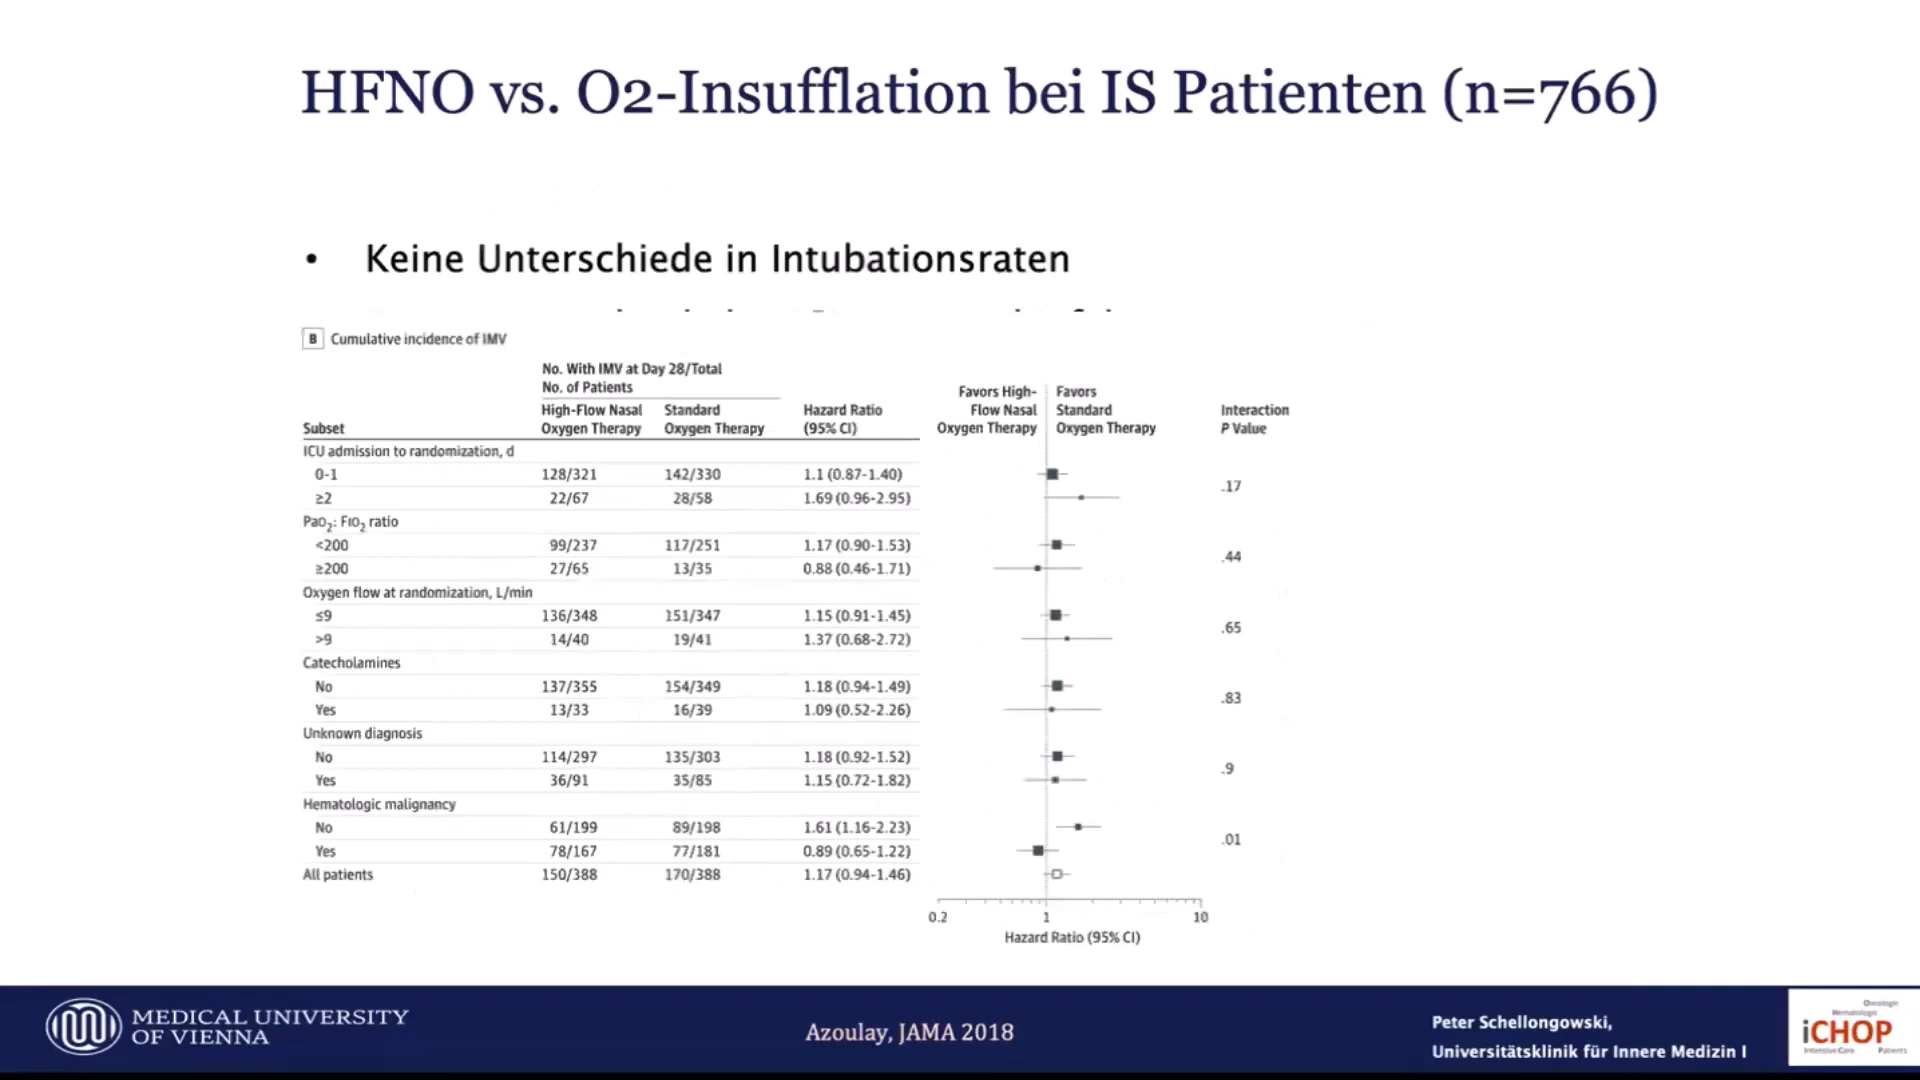 HFNO vs. O2-Insufflation bei IS Patienten (n=766)
• Keine Unterschiede in Intubationsraten
B Cumulative incidence of IMV
No. With IMV at Day 28/Total
No. of Patients
Subset High-Flow Nasal Oxygen Therapy Standard Oxygen Therapy Hazard Ratio (95% CI) Favors High-Flow Nasal Oxygen Therapy Favors Standard Oxygen Therapy Interaction P Value
ICU admission to randomization, d
0-1 128/321 142/330 1.1 (0.87-1.40)
.17
≥2 22/67 28/58 1.69 (0.96-2.95)
PaO2: FIO2 ratio
<200 99/237 117/251 1.17 (0.90-1.53)
.44
≥200 27/65 13/35 0.88 (0.46-1.71)
Oxygen flow at randomization, L/min
≤9 136/348 151/347 1.15 (0.91-1.45)
.65
>9 14/40 19/41 1.37 (0.68-2.72)
Catecholamines
No 137/355 154/349 1.18 (0.94-1.49)
.83
Yes 13/33 16/39 1.09 (0.52-2.26)
Unknown diagnosis
No 114/297 135/303 1.18 (0.92-1.52)
.9
Yes 36/91 35/85 1.15 (0.72-1.82)
Hematologic malignancy
No 61/199 89/198 1.61 (1.16-2.23)
.01
Yes 78/167 77/181 0.89 (0.65-1.22)
All patients 150/388 170/388 1.17 (0.94-1.46)
0.2 1 10
Hazard Ratio (95% CI)
MEDICAL UNIVERSITY
OF VIENNA
Azoulay, JAMA 2018
Peter Schellongowski,
Universitätsklinik für Innere Medizin I
Oncologic
Hematologic
iCHOP
Intensive Care Patients